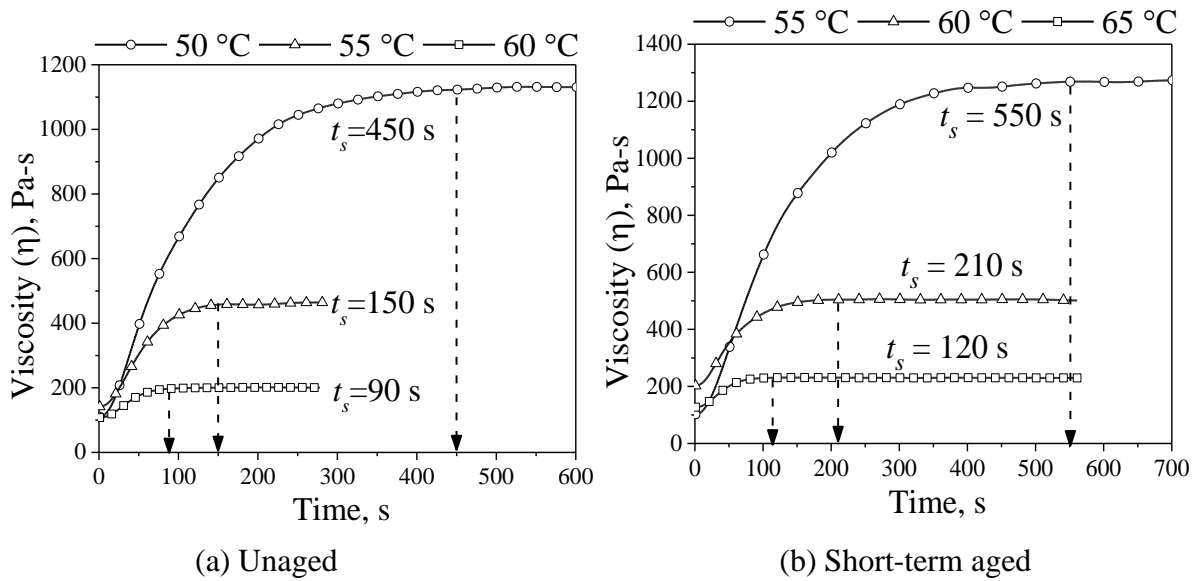 50 °C 55 °C 60 °C
1200
1000
800
600
400
200
0
Viscosity (η), Pa-s
t_s=450 s
t_s=150 s
t_s=90 s
0 100 200 300 400 500 600
Time, s
(a) Unaged
55 °C 60 °C 65 °C
1400
1200
1000
800
600
400
200
0
Viscosity (η), Pa-s
t_s = 550 s
t_s = 210 s
t_s = 120 s
0 100 200 300 400 500 600 700
Time, s
(b) Short-term aged